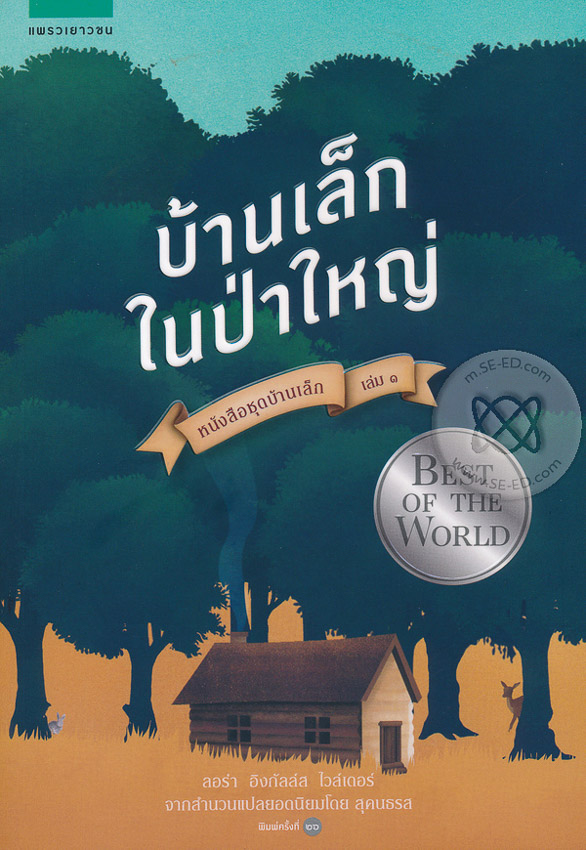 แพรวเยาวชน
บ้านเล็ก
ในป่าใหญ่
หนังสือชุดบ้านเล็ก เล่ม ๑
m.SE-ED.com
www.SE-ED.com
BEST
OF THE
WORLD
ลอร่า อิงกัลล์ส ไวล์เดอร์
จากสำนวนแปลยอดนิยมโดย สุคนธรส
พิมพ์ครั้งที่ ๒๖